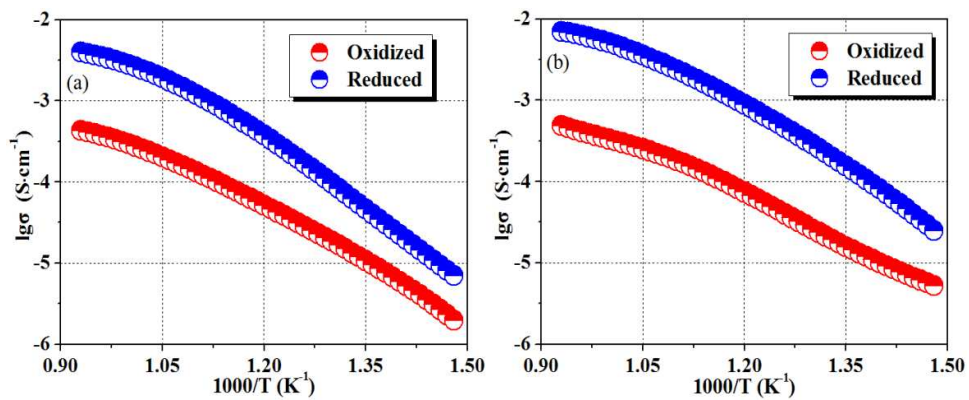 -2
-3
-4
-5
-6
lgσ (S·cm⁻¹)
(a)
Oxidized
Reduced
0.90 1.05 1.20 1.35 1.50
1000/T (K⁻¹)
-2
-3
-4
-5
-6
lgσ (S·cm⁻¹)
(b)
Oxidized
Reduced
0.90 1.05 1.20 1.35 1.50
1000/T (K⁻¹)